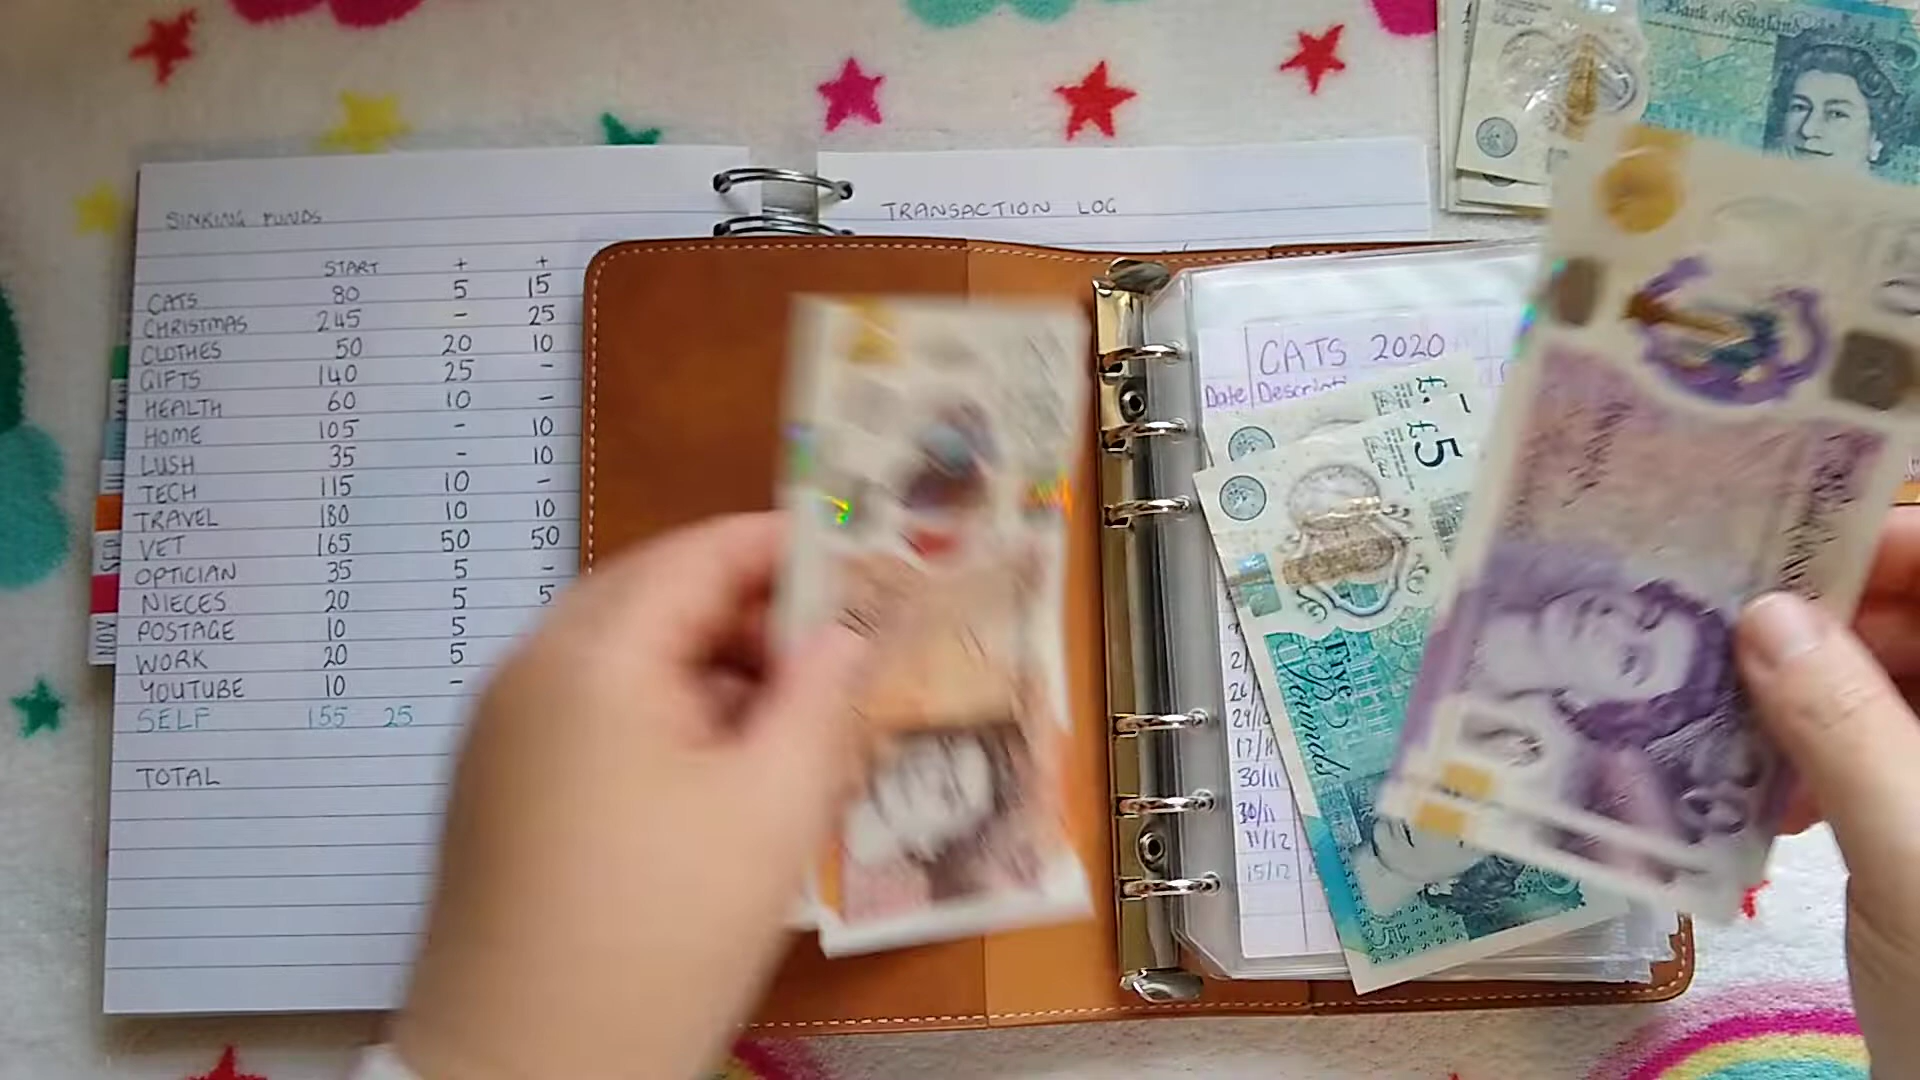 SINKING FUNDS
START + +
CATS 80 5 15
CHRISTMAS 245 - 25
CLOTHES 50 20 10
GIFTS 140 25 -
HEALTH 60 10 -
HOME 105 - 10
LUSH 35 - 10
TECH 115 10 -
TRAVEL 180 10 10
VET 165 50 50
OPTICIAN 35 5 -
NIECES 20 5 5
POSTAGE 10 5
WORK 20 5
YOUTUBE 10 -
SELF 155 25
TOTAL
NOV
TRANSACTION LOG
CATS 2020
Date
17/11
30/11
30/11
11/12
15/12
£5
Five
Pounds
Bank of England